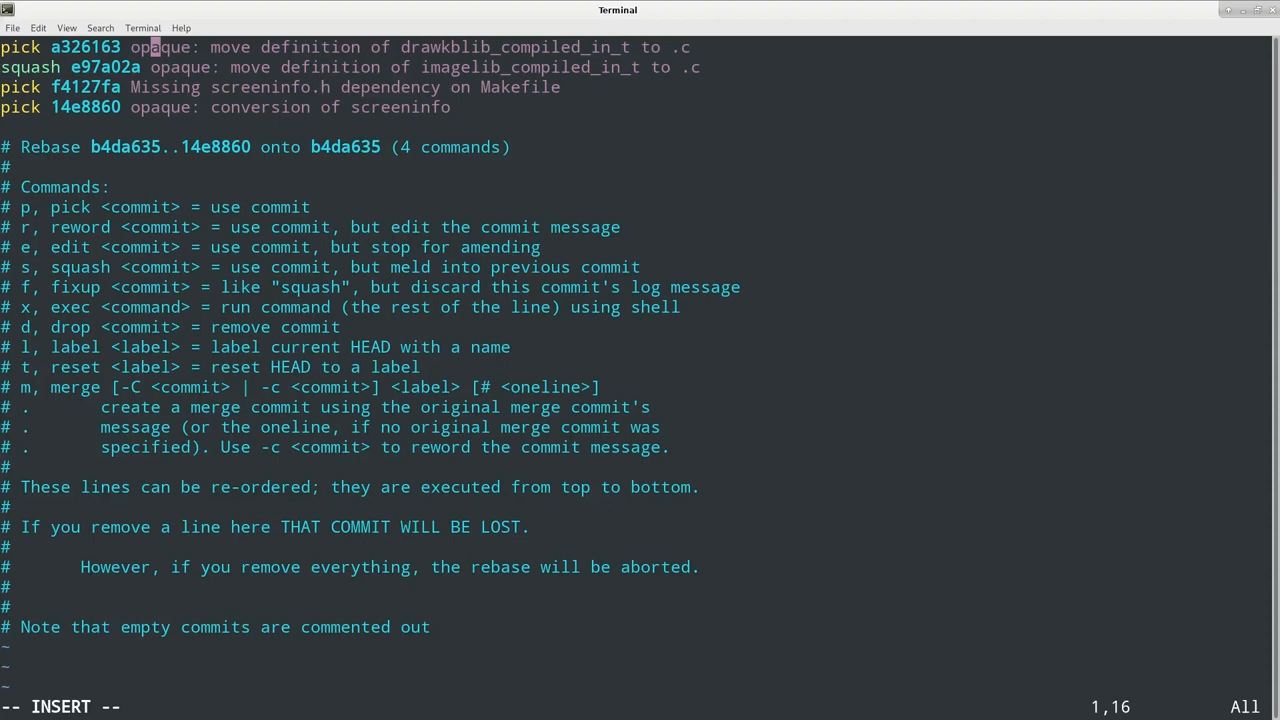 Terminal
File Edit View Search Terminal Help
pick a326163 opaque: move definition of drawkblib_compiled_in_t to .c
squash e97a02a opaque: move definition of imagelib_compiled_in_t to .c
pick f4127fa Missing screeninfo.h dependency on Makefile
pick 14e8860 opaque: conversion of screeninfo
# Rebase b4da635..14e8860 onto b4da635 (4 commands)
#
# Commands:
# p, pick <commit> = use commit
# r, reword <commit> = use commit, but edit the commit message
# e, edit <commit> = use commit, but stop for amending
# s, squash <commit> = use commit, but meld into previous commit
# f, fixup <commit> = like "squash", but discard this commit's log message
# x, exec <command> = run command (the rest of the line) using shell
# d, drop <commit> = remove commit
# l, label <label> = label current HEAD with a name
# t, reset <label> = reset HEAD to a label
# m, merge [-C <commit> | -c <commit>] <label> [# <oneline>]
# .       create a merge commit using the original merge commit's
# .       message (or the oneline, if no original merge commit was
# .       specified). Use -c <commit> to reword the commit message.
#
# These lines can be re-ordered; they are executed from top to bottom.
#
# If you remove a line here THAT COMMIT WILL BE LOST.
#
#       However, if you remove everything, the rebase will be aborted.
#
#
# Note that empty commits are commented out
~
~
~
-- INSERT -- 1,16 All